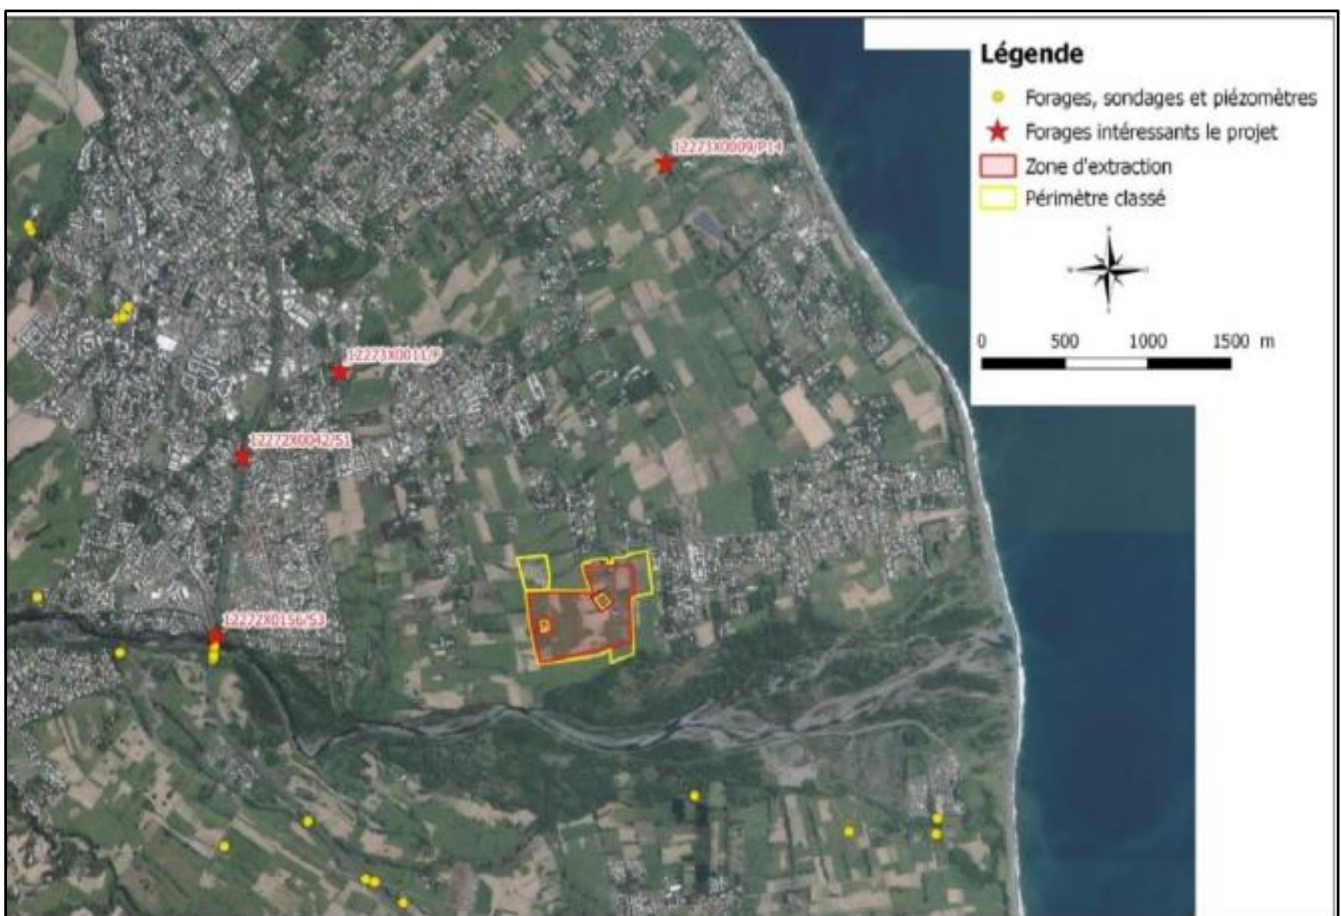 Légende
Forages, sondages et piézomètres
Forages intéressants le projet
Zone d'extraction
Périmètre classé
0 500 1000 1500 m
12273X0009/P14
12273X0011/F
12272X0042/S1
12272X0156/S3